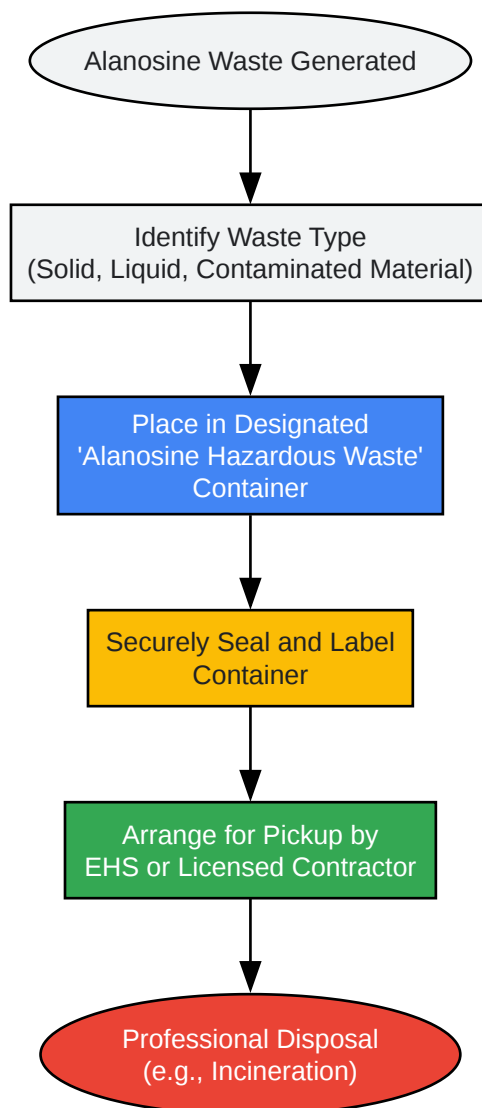 Alanosine Waste Generated
Identify Waste Type
(Solid, Liquid, Contaminated Material)
Place in Designated
'Alanosine Hazardous Waste'
Container
Securely Seal and Label
Container
Arrange for Pickup by
EHS or Licensed Contractor
Professional Disposal
(e.g., Incineration)